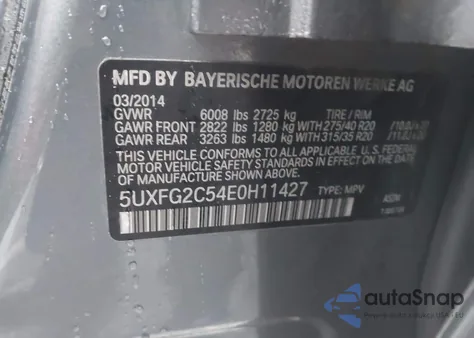 MFD BY BAYERISCHE MOTOREN WERKE AG
03/2014
GVWR 6008 lbs 2725 kg TIRE / RIM
GAWR FRONT 2822 lbs 1280 kg WITH 275/40 R20
GAWR REAR 3263 lbs 1480 kg WITH 315/35 R20
THIS VEHICLE CONFORMS TO ALL APPLICABLE U.S. FEDERAL
MOTOR VEHICLE SAFETY STANDARDS IN EFFECT ON THE DATE
OF MANUFACTURE SHOWN ABOVE.
5UXFG2C54E0H11427 TYPE: MPV
autoSnap